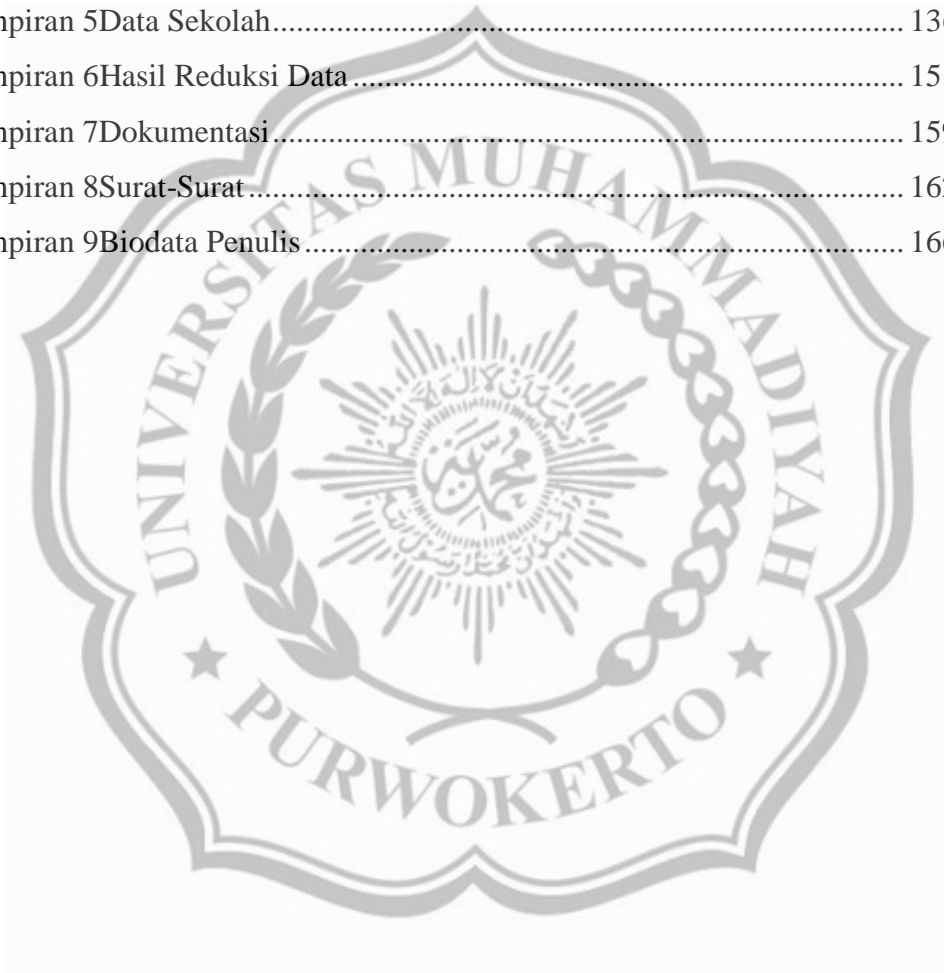 mpiran 5Data Sekolah................................................................................ 13
mpiran 6Hasil Reduksi Data...................................................................... 15
mpiran 7Dokumentasi................................................................................ 159
mpiran 8Surat-Surat................................................................................... 16
mpiran 9Biodata Penulis............................................................................ 16
UNIVERSITAS MUHAMMADIYAH
PURWOKERTO